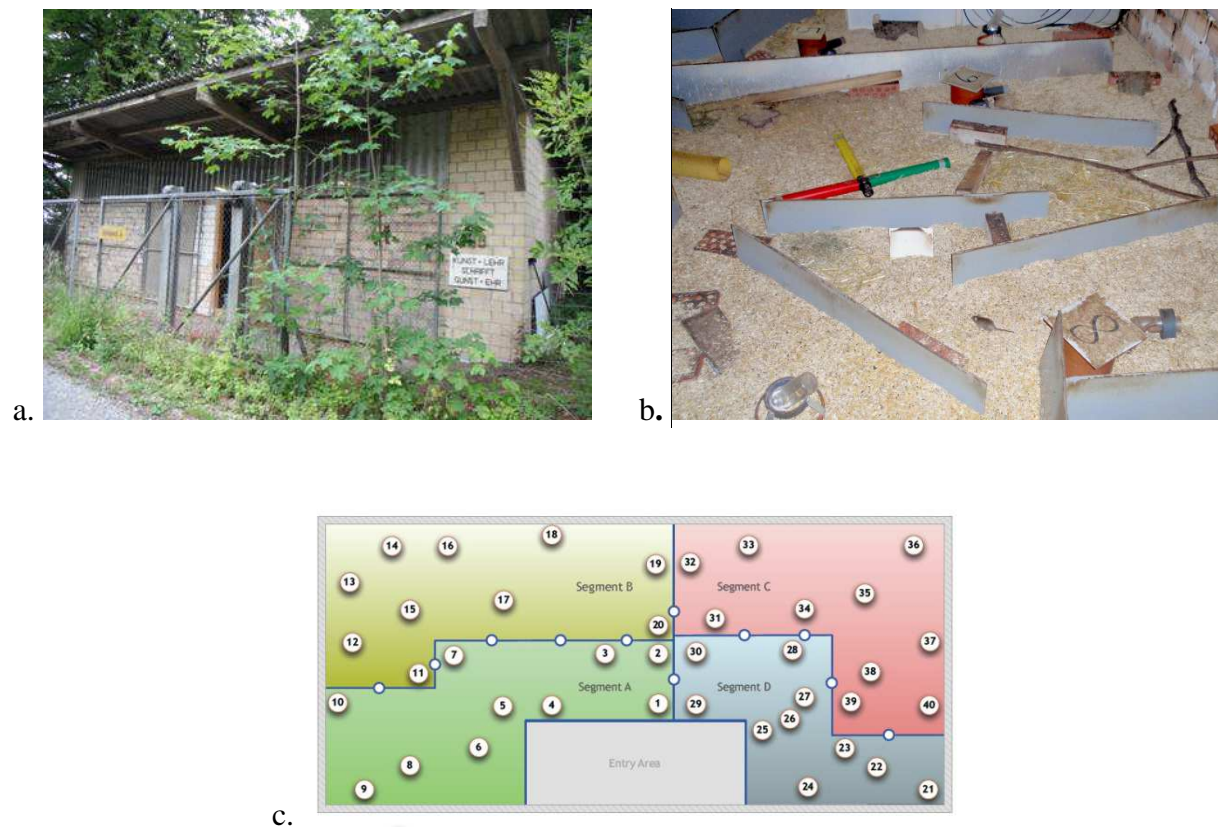 KUNST + LEHR
SCHAFFT
GUNST + EHR
a.
8
b.
18
14 16 33 36
19 32
13 Segment B Segment C
35
17
15 34
31
20
12 37
7 3 2 30 28
11 38
Segment A Segment D
27
10 5 4 1 29 39 40
26
25
6 23
8 Entry Area 22
9 24 21
c.